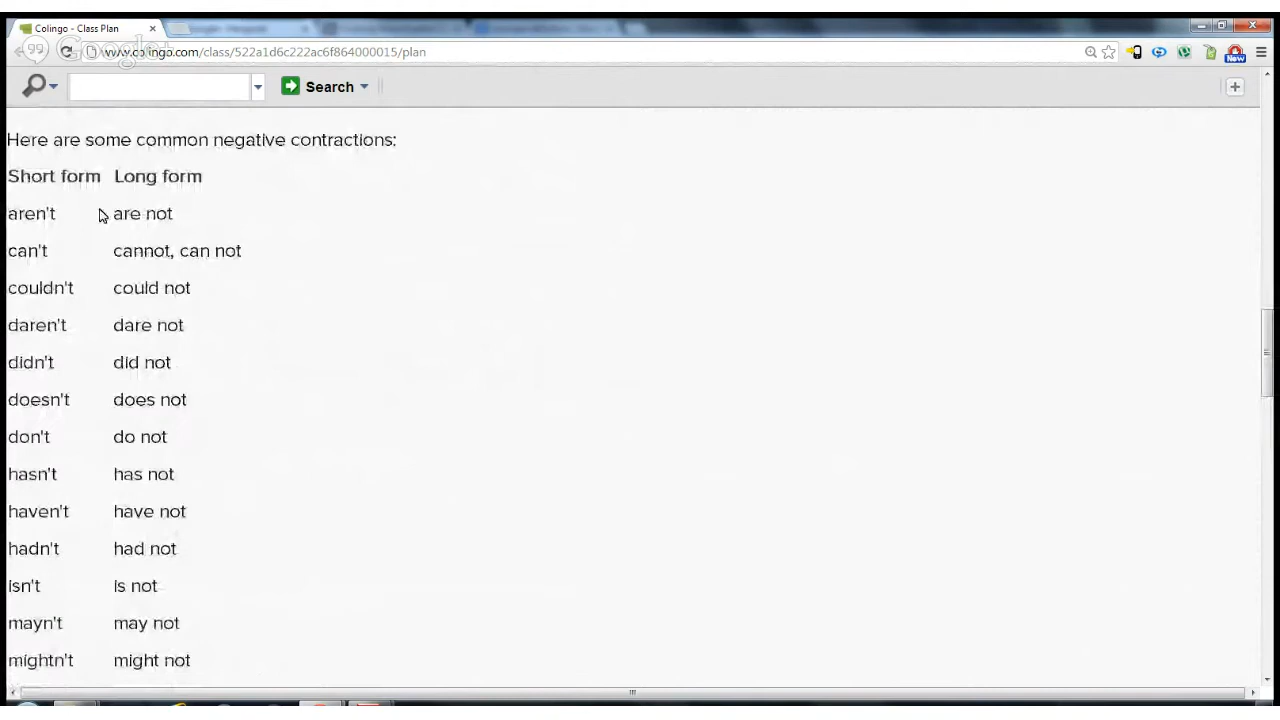 Colingo - Class Plan
www.colingo.com/class/522a1d6c222ac6f864000015/plan
New
Search
Here are some common negative contractions:
Short form Long form
aren't are not
can't cannot, can not
couldn't could not
daren't dare not
didn't did not
doesn't does not
don't do not
hasn't has not
haven't have not
hadn't had not
isn't is not
mayn't may not
mightn't might not